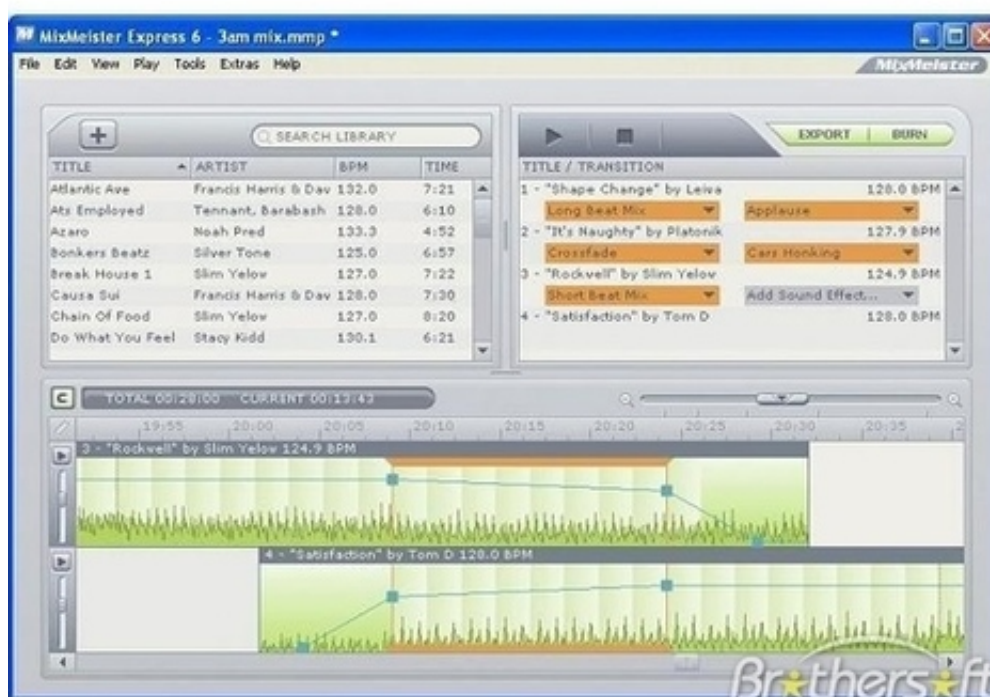 MixMeister Express 6 - 3am mix.mmp *
File Edit View Play Tools Extras Help
MixMeister
SEARCH LIBRARY
EXPORT | BURN
TITLE ARTIST BPM TIME
TITLE / TRANSITION
Atlantic Ave Francis Harris & Dav 132.0 7:21
Ats Employed Tennant, Barabash 128.0 6:10
Azaro Noah Pred 133.3 4:52
Bonkers Beatz Silver Tone 125.0 6:57
Break House 1 Slim Yelow 127.0 7:22
Causa Sui Francis Harris & Dav 128.0 7:30
Chain Of Food Slim Yelow 127.0 8:20
Do What You Feel Stacy Kidd 130.1 6:21
1 - "Shape Change" by Leiva 128.0 BPM
Long Beat Mix Applause
2 - "It's Naughty" by Platonik 127.9 BPM
Crossfade Cars Honking
3 - "Rockwell" by Slim Yelow 124.9 BPM
Short Beat Mix Add Sound Effect...
4 - "Satisfaction" by Tom D 128.0 BPM
C TOTAL 00:28:00 CURRENT 00:13:43
19:55 20:00 20:05 20:10 20:15 20:20 20:25 20:30 20:35 2
3 - "Rockwell" by Slim Yelow 124.9 BPM
4 - "Satisfaction" by Tom D 128.0 BPM
Brothersoft